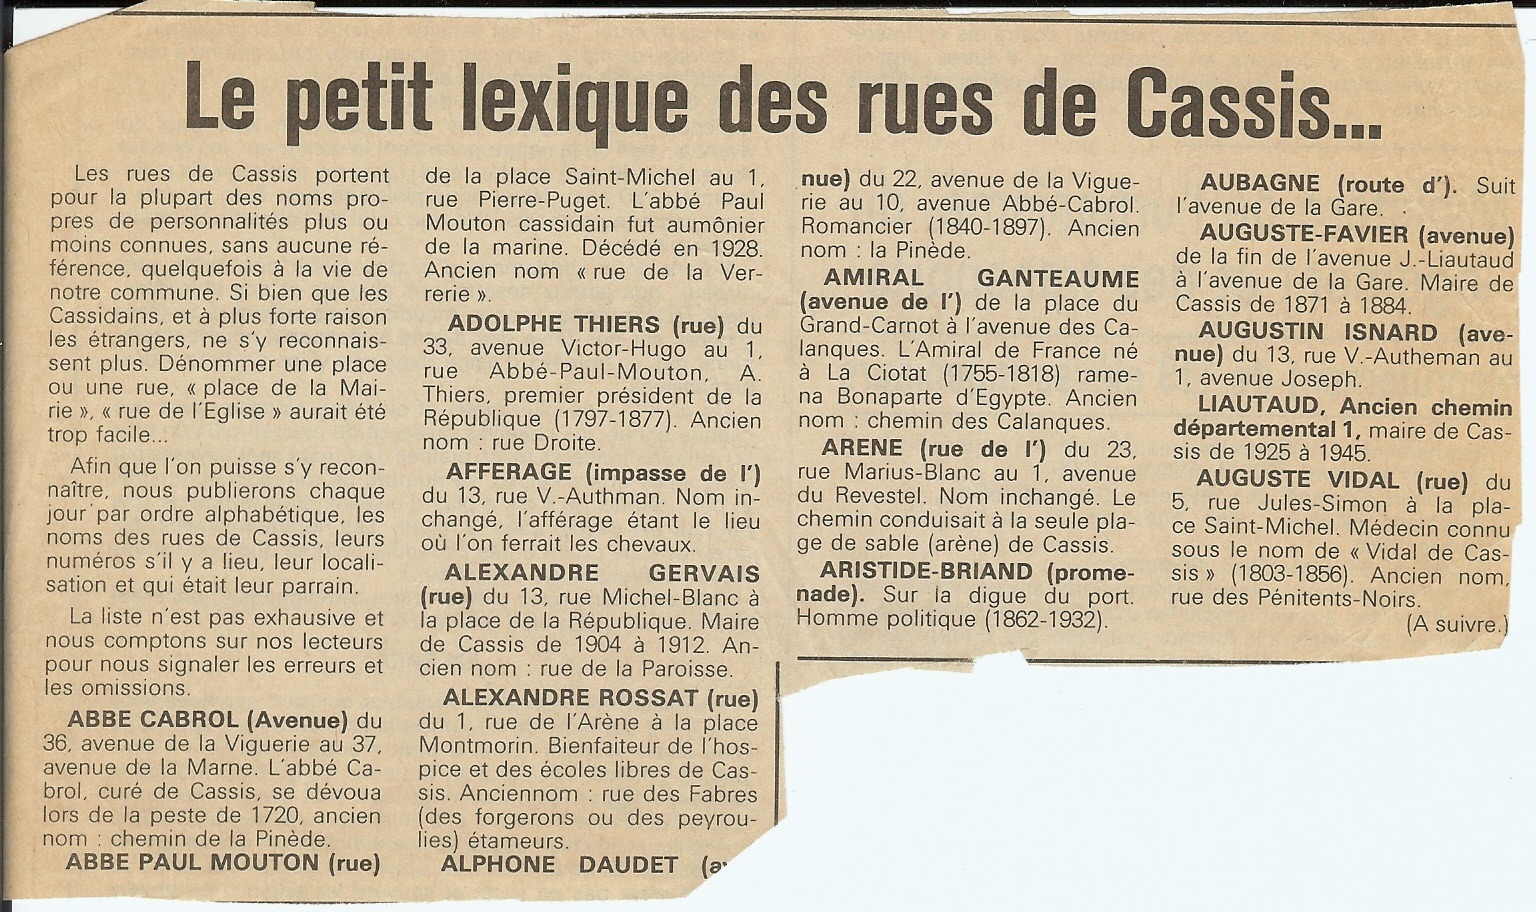 Le petit lexique des rues de Cassis...
Les rues de Cassis portent
pour la plupart des noms pro-
pres de personnalités plus ou
moins connues, sans aucune ré-
férence, quelquefois à la vie de
notre commune. Si bien que les
Cassidains, et à plus forte raison
les étrangers, ne s'y reconnais-
sent plus. Dénommer une place
ou une rue, « place de la Mai-
rie », « rue de l'Eglise » aurait été
trop facile...
Afin que l'on puisse s'y recon-
naître, nous publierons chaque
jour par ordre alphabétique, les
noms des rues de Cassis, leurs
numéros s'il y a lieu, leur locali-
sation et qui était leur parrain.
La liste n'est pas exhausive et
nous comptons sur nos lecteurs
pour nous signaler les erreurs et
les omissions.
ABBE CABROL (Avenue) du
36, avenue de la Viguerie au 37,
avenue de la Marne. L'abbé Ca-
brol, curé de Cassis, se dévoua
lors de la peste de 1720, ancien
nom : chemin de la Pinède.
ABBE PAUL MOUTON (rue)
de la place Saint-Michel au 1,
rue Pierre-Puget. L'abbé Paul
Mouton cassidain fut aumônier
de la marine. Décédé en 1928.
Ancien nom « rue de la Ver-
rerie ».
ADOLPHE THIERS (rue) du
33, avenue Victor-Hugo au 1,
rue Abbé-Paul-Mouton, A.
Thiers, premier président de la
République (1797-1877). Ancien
nom : rue Droite.
AFFERAGE (impasse de l')
du 13, rue V.-Authman. Nom in-
changé, l'afférage étant le lieu
où l'on ferrait les chevaux.
ALEXANDRE GERVAIS
(rue) du 13, rue Michel-Blanc à
la place de la République. Maire
de Cassis de 1904 à 1912. An-
cien nom : rue de la Paroisse.
ALEXANDRE ROSSAT (rue)
du 1, rue de l'Arène à la place
Montmorin. Bienfaiteur de l'hos-
pice et des écoles libres de Cas-
sis. Anciennom : rue des Fabres
(des forgerons ou des peyrou-
lies) étameurs.
ALPHONE DAUDET (av
nue) du 22, avenue de la Vigue-
rie au 10, avenue Abbé-Cabrol.
Romancier (1840-1897). Ancien
nom : la Pinède.
AMIRAL GANTEAUME
(avenue de l') de la place du
Grand-Carnot à l'avenue des Ca-
lanques. L'Amiral de France né
à La Ciotat (1755-1818) rame-
na Bonaparte d'Egypte. Ancien
nom : chemin des Calanques.
ARENE (rue de l') du 23,
rue Marius-Blanc au 1, avenue
du Revestel. Nom inchangé. Le
chemin conduisait à la seule pla-
ge de sable (arène) de Cassis.
ARISTIDE-BRIAND (prome-
nade). Sur la digue du port.
Homme politique (1862-1932).
AUBAGNE (route d'). Suit
l'avenue de la Gare.
AUGUSTE-FAVIER (avenue)
de la fin de l'avenue J.-Liautaud
à l'avenue de la Gare. Maire de
Cassis de 1871 à 1884.
AUGUSTIN ISNARD (ave-
nue) du 13, rue V.-Autheman au
1, avenue Joseph.
LIAUTAUD, Ancien chemin
départemental 1, maire de Cas-
sis de 1925 à 1945.
AUGUSTE VIDAL (rue) du
5, rue Jules-Simon à la pla-
ce Saint-Michel. Médecin connu
sous le nom de « Vidal de Cas-
sis » (1803-1856). Ancien nom,
rue des Pénitents-Noirs.
(A suivre.)